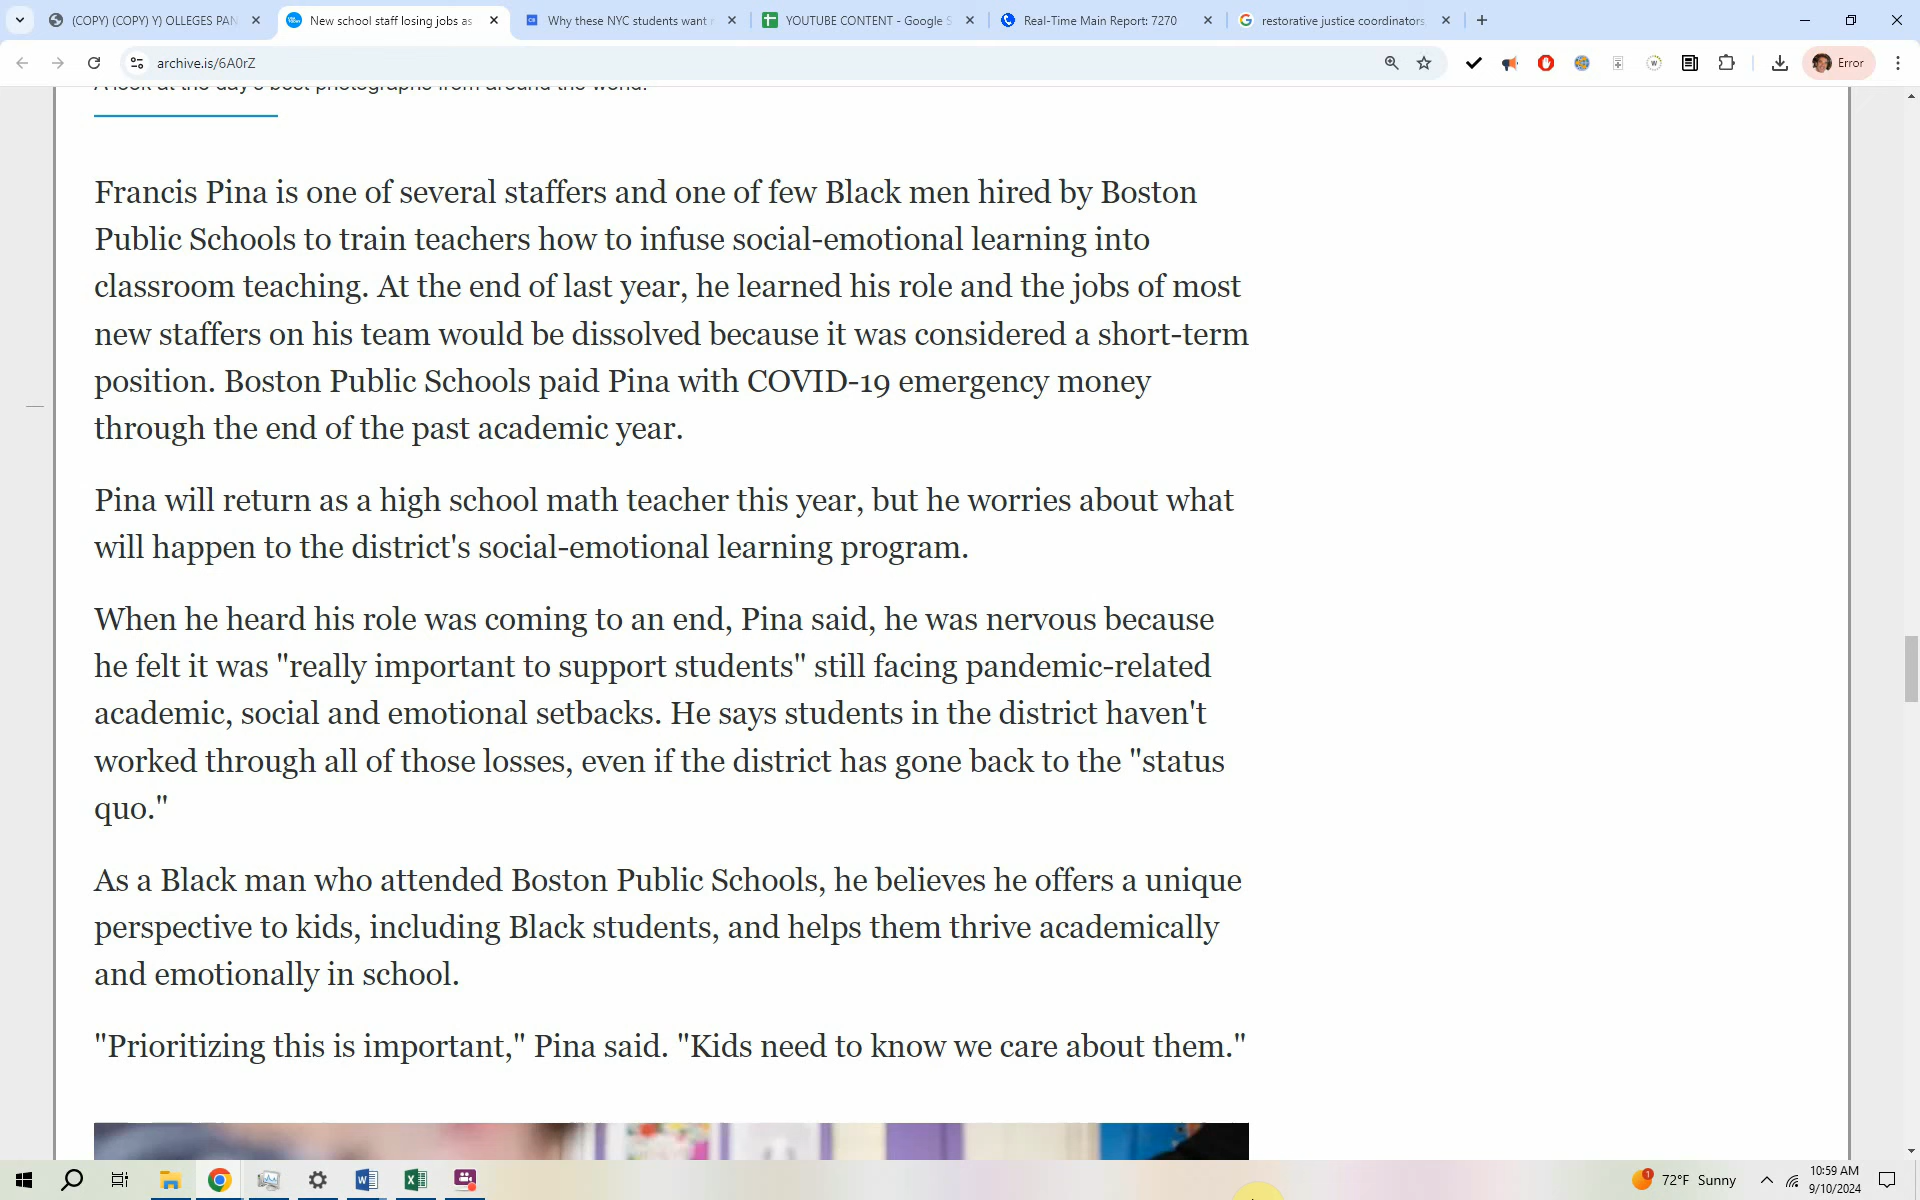 (COPY) (COPY) Y) OLLEGES PAN
New school staff losing jobs as
Why these NYC students want
YOUTUBE CONTENT - Google S
Real-Time Main Report: 7270
restorative justice coordinators
archive.is/6A0rZ
Error
A look at the day's best photographs from around the world.
Francis Pina is one of several staffers and one of few Black men hired by Boston
Public Schools to train teachers how to infuse social-emotional learning into
classroom teaching. At the end of last year, he learned his role and the jobs of most
new staffers on his team would be dissolved because it was considered a short-term
position. Boston Public Schools paid Pina with COVID-19 emergency money
through the end of the past academic year.
Pina will return as a high school math teacher this year, but he worries about what
will happen to the district's social-emotional learning program.
When he heard his role was coming to an end, Pina said, he was nervous because
he felt it was "really important to support students" still facing pandemic-related
academic, social and emotional setbacks. He says students in the district haven't
worked through all of those losses, even if the district has gone back to the "status
quo."
As a Black man who attended Boston Public Schools, he believes he offers a unique
perspective to kids, including Black students, and helps them thrive academically
and emotionally in school.
"Prioritizing this is important," Pina said. "Kids need to know we care about them."
1
72°F Sunny
10:59 AM
9/10/2024